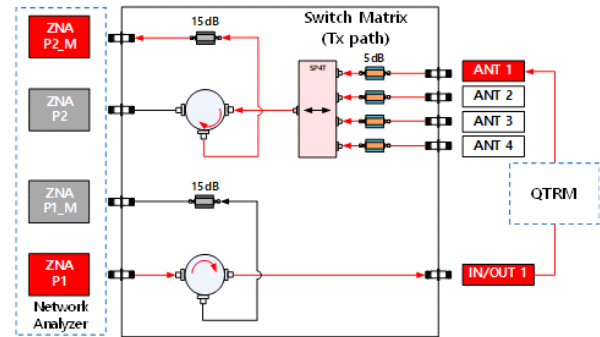 ZNA
P2_M
15dB
Switch Matrix
(Tx path)
SP4T
5dB
ANT 1
ZNA
P2
ANT 2
ANT 3
ANT 4
ZNA
P1_M
15dB
QTRM
ZNA
P1
IN/OUT 1
Network
Analyzer